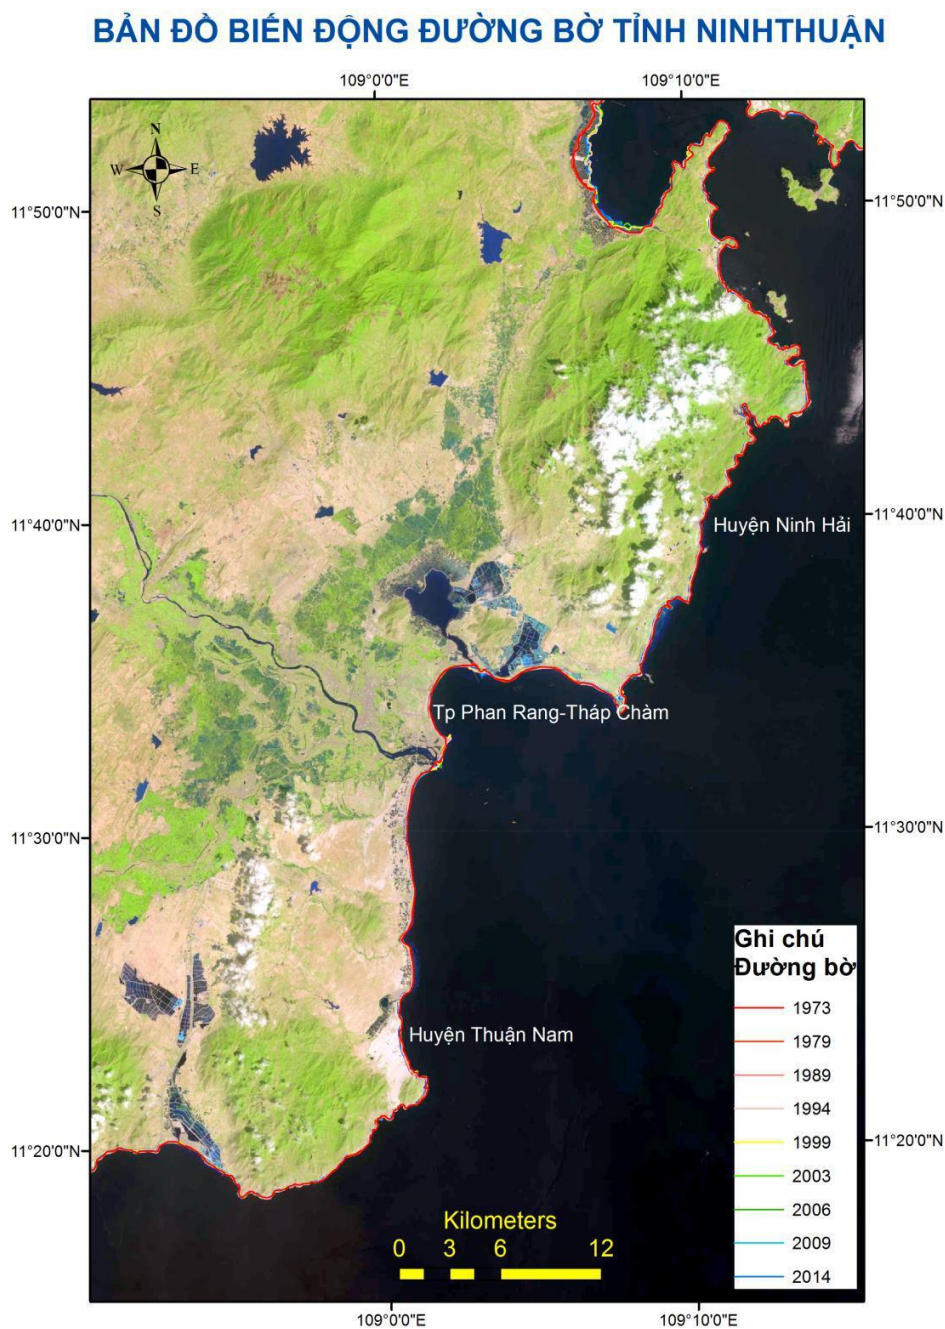 BẢN ĐỒ BIẾN ĐỘNG ĐƯỜNG BỜ TỈNH NINHTHUẬN
109°0'0"E 109°10'0"E
N
W E
S
11°50'0"N 11°50'0"N
11°40'0"N 11°40'0"N
Huyện Ninh Hải
Tp Phan Rang-Tháp Chàm
11°30'0"N 11°30'0"N
Huyện Thuận Nam
11°20'0"N 11°20'0"N
Ghi chú
Đường bờ
1973
1979
1989
1994
1999
2003
2006
2009
2014
Kilometers
0 3 6 12
109°0'0"E 109°10'0"E